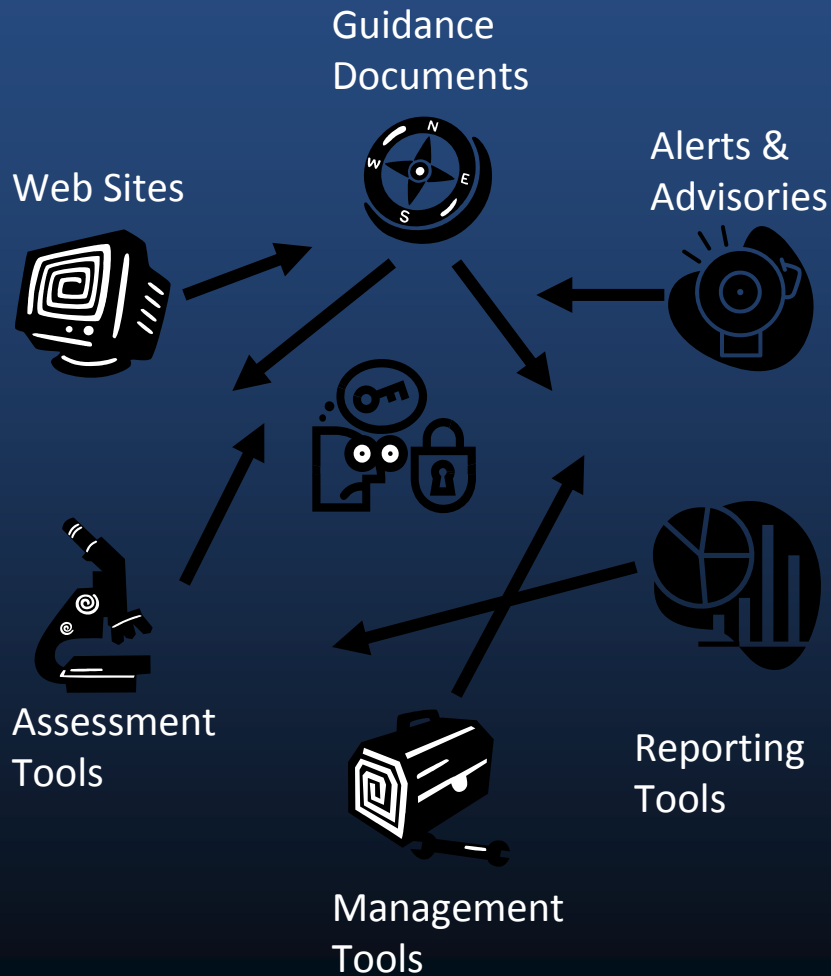 Guidance
Documents
Alerts &
Advisories
Web Sites
N
W
E
S
Assessment
Tools
Reporting
Tools
Management
Tools